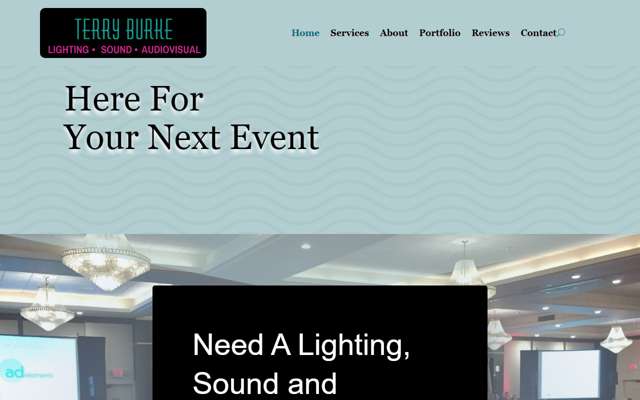 TERRY BURKE
LIGHTING • SOUND • AUDIOVISUAL
Home Services About Portfolio Reviews Contact
Here For
Your Next Event
Need A Lighting,
Sound and
ad